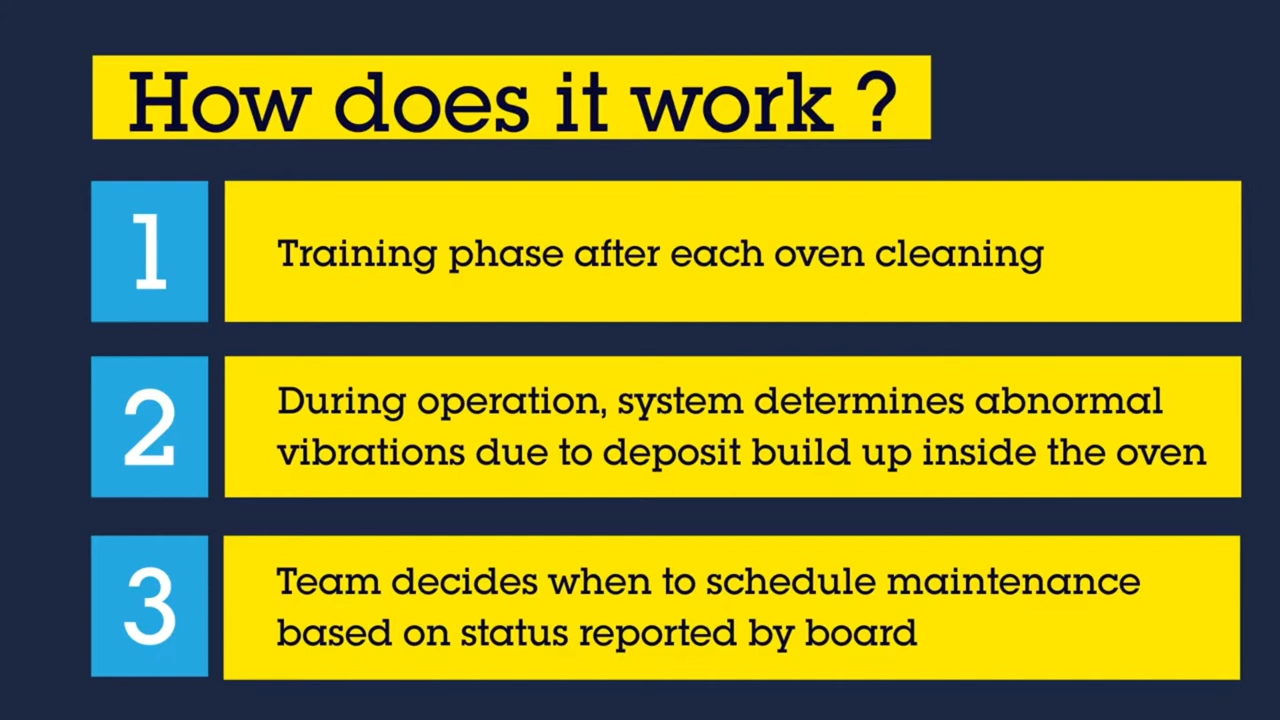 How does it work ?
1
Training phase after each oven cleaning
2
During operation, system determines abnormal
vibrations due to deposit build up inside the oven
3
Team decides when to schedule maintenance
based on status reported by board